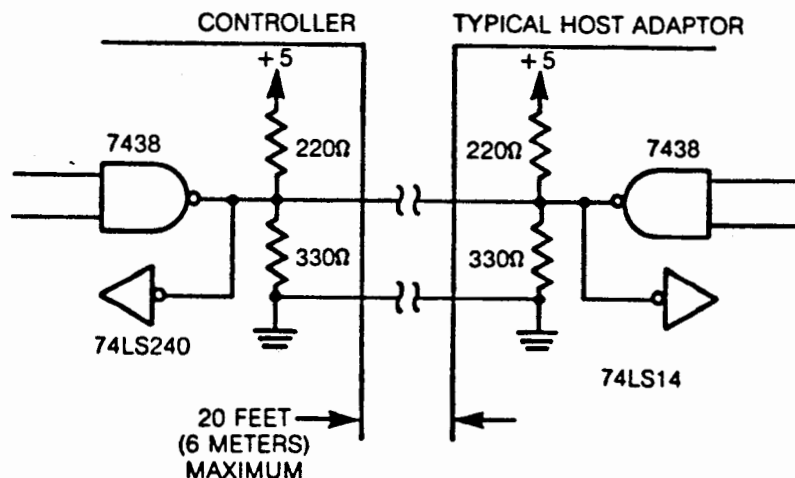 CONTROLLER
TYPICAL HOST ADAPTOR
+5
+5
7438
220Ω
220Ω
7438
330Ω
330Ω
74LS240
74LS14
20 FEET
(6 METERS)
MAXIMUM